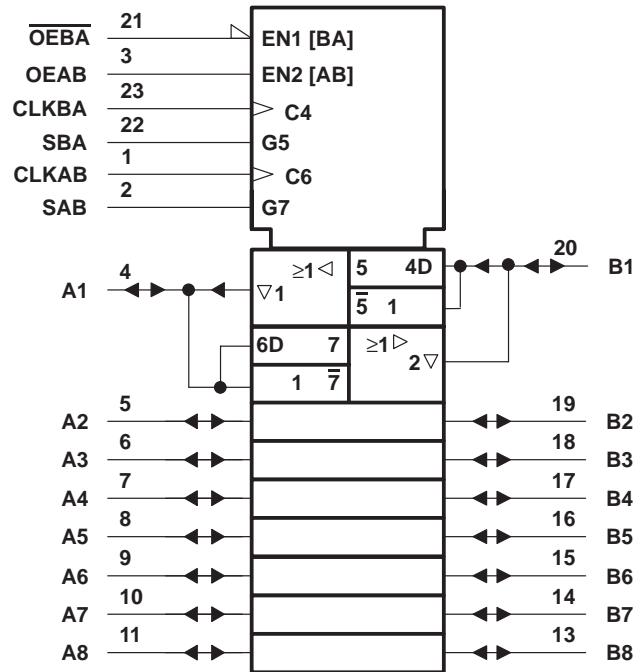 21
O̅E̅B̅A̅ EN1 [BA]
3
OEAB EN2 [AB]
23
CLKBA C4
22
SBA G5
1
CLKAB C6
2
SAB G7
4 ≥1 ◁ 5 4D 20 B1
A1 ▽1 5̅ 1
6D 7 ≥1 ▷
2 ▽
1 7̅
5 19
A2 B2
6 18
A3 B3
7 17
A4 B4
8 16
A5 B5
9 15
A6 B6
10 14
A7 B7
11 13
A8 B8